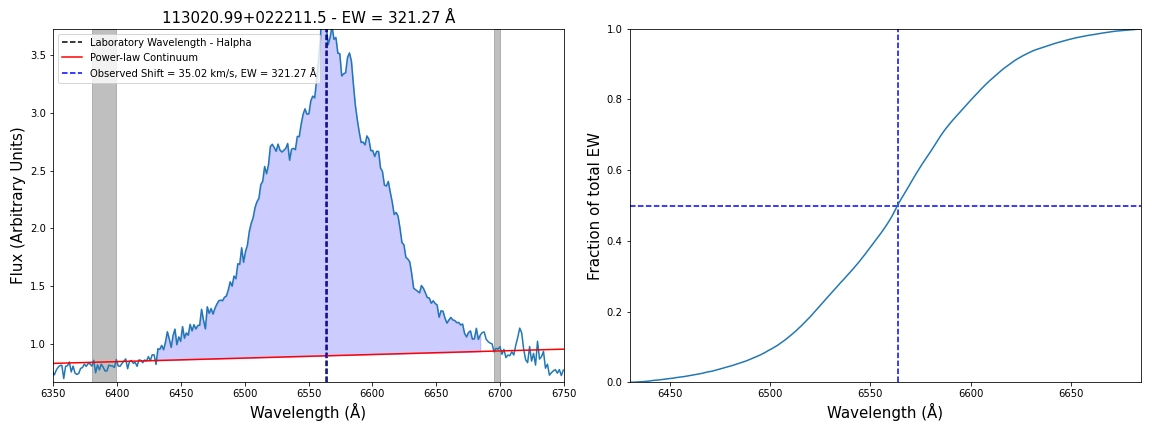 113020.99+022211.5 - EW = 321.27 Å
Laboratory Wavelength - Halpha
Power-law Continuum
Observed Shift = 35.02 km/s, EW = 321.27 Å
Flux (Arbitrary Units)
3.5
3.0
2.5
2.0
1.5
1.0
6350 6400 6450 6500 6550 6600 6650 6700 6750
Wavelength (Å)
Fraction of total EW
1.0
0.8
0.6
0.4
0.2
0.0
6450 6500 6550 6600 6650
Wavelength (Å)